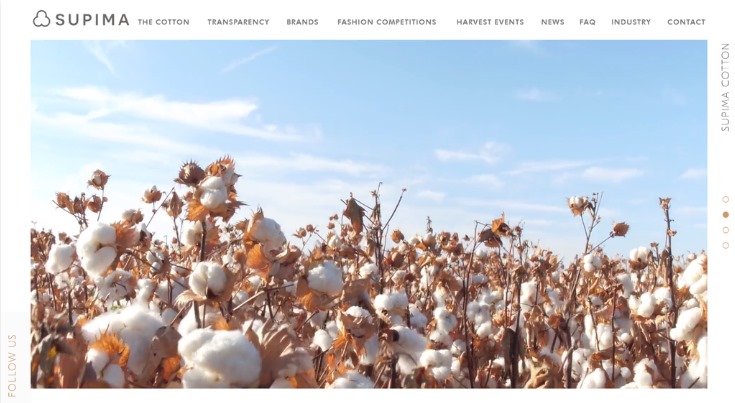 SUPIMA
THE COTTON TRANSPARENCY BRANDS FASHION COMPETITIONS HARVEST EVENTS NEWS FAQ INDUSTRY CONTACT
SUPIMA COTTON
FOLLOW US